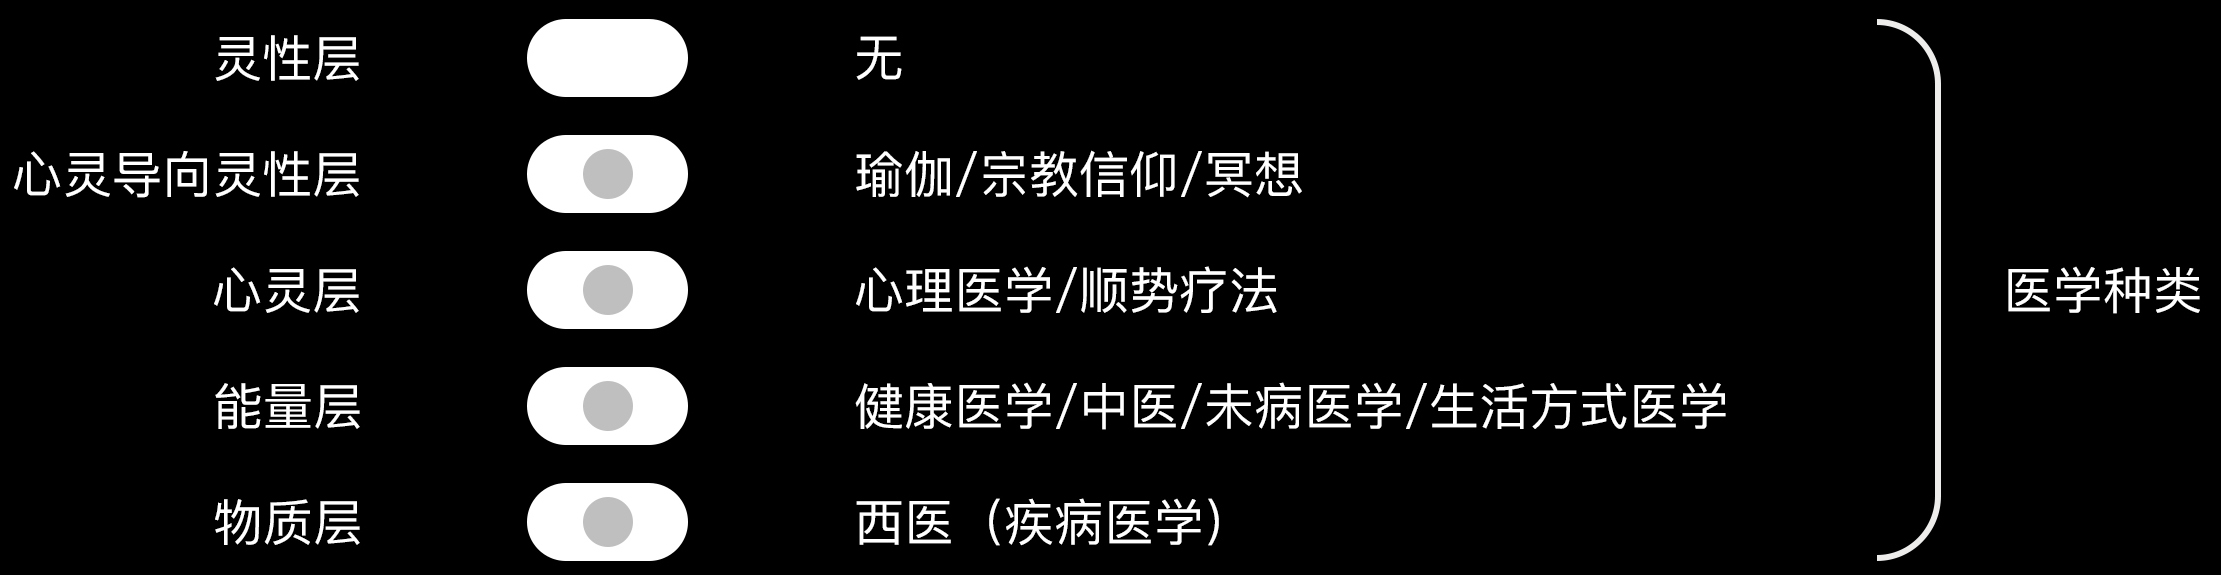 灵性层 无
心灵导向灵性层 瑜伽/宗教信仰/冥想
心灵层 心理医学/顺势疗法 医学种类
能量层 健康医学/中医/未病医学/生活方式医学
物质层 西医（疾病医学）